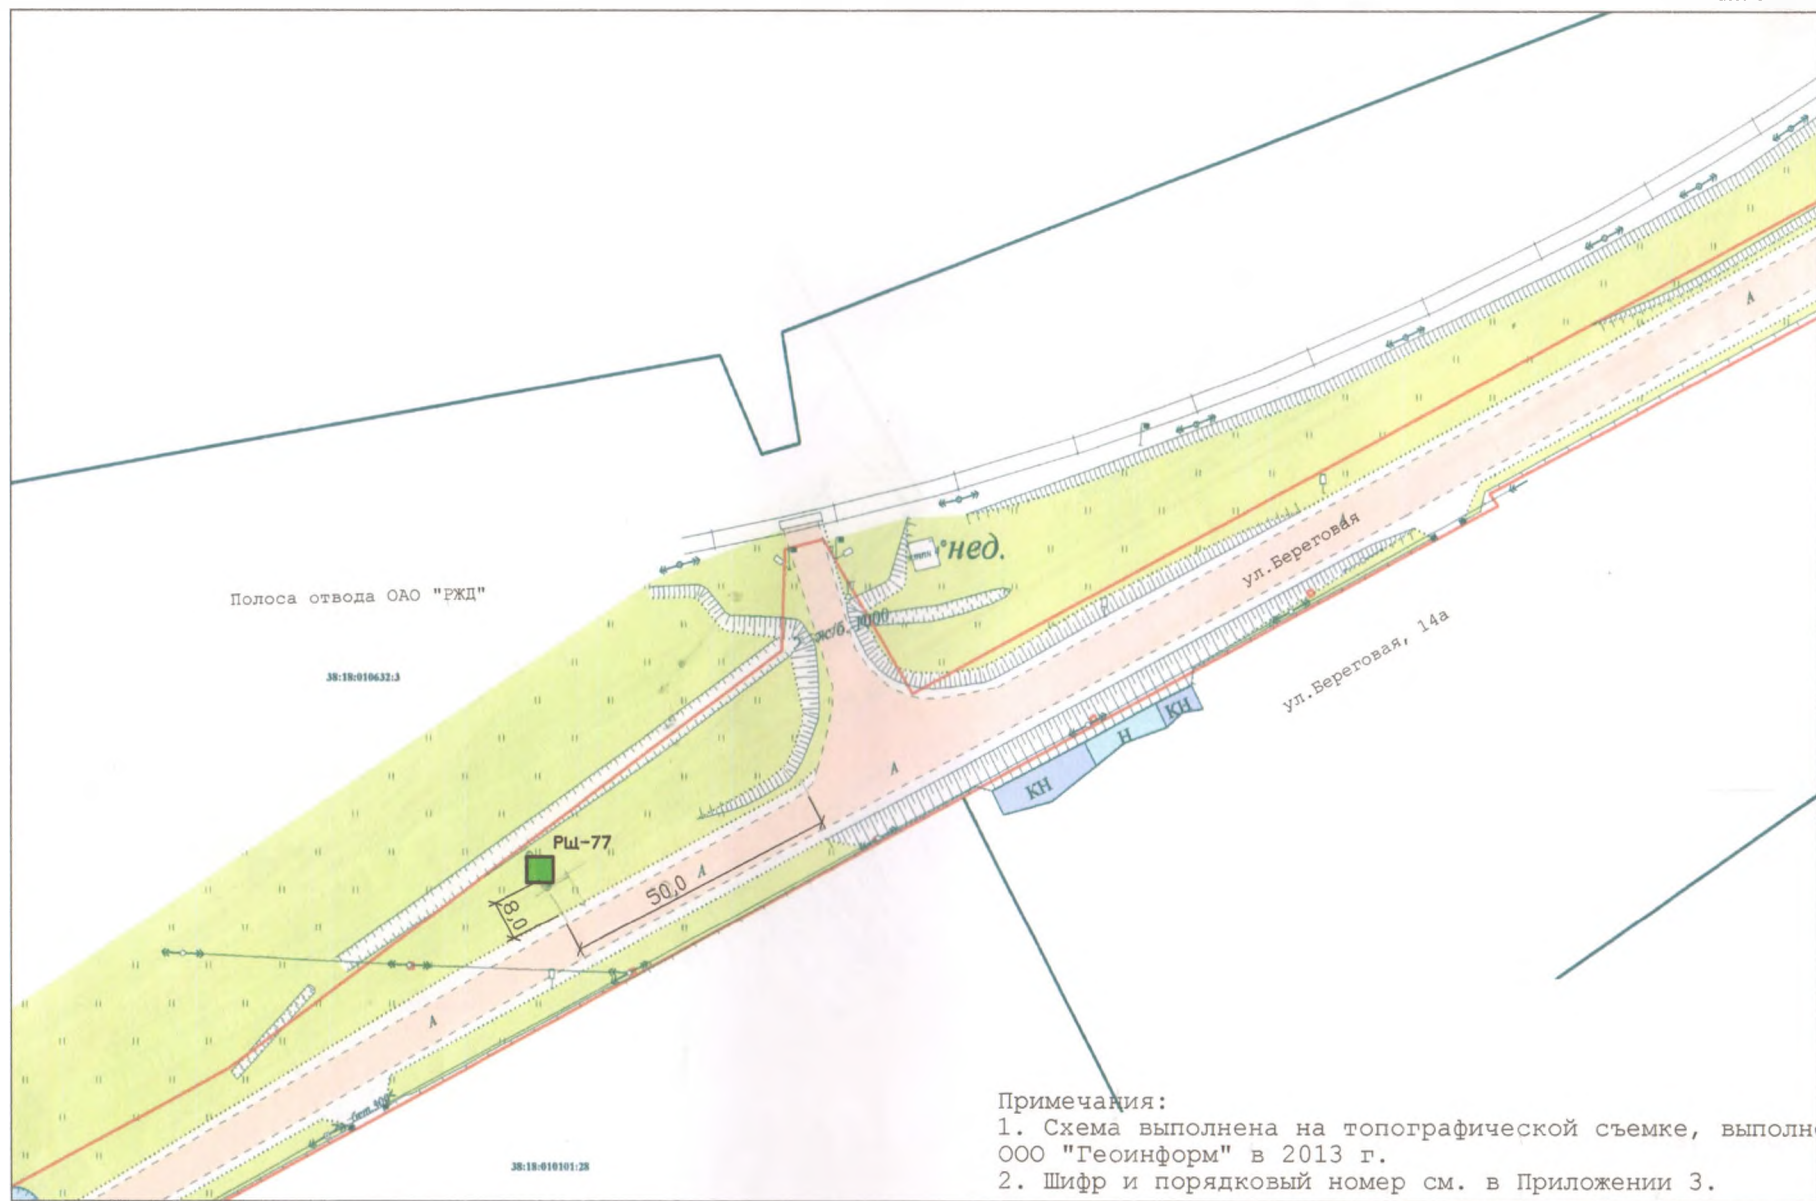 нед.
Полоса отвода ОАО "РЖД"
38:18:010632:3
ж/б.
ул.Береговая
А
А
ул.Береговая, 14а
КН
Н
КН
А
РШ-77
50,0
А
8,0
А
38:18:010101:28
Примечания:
1. Схема выполнена на топографической съемке, выполн
ООО "Геоинформ" в 2013 г.
2. Шифр и порядковый номер см. в Приложении 3.